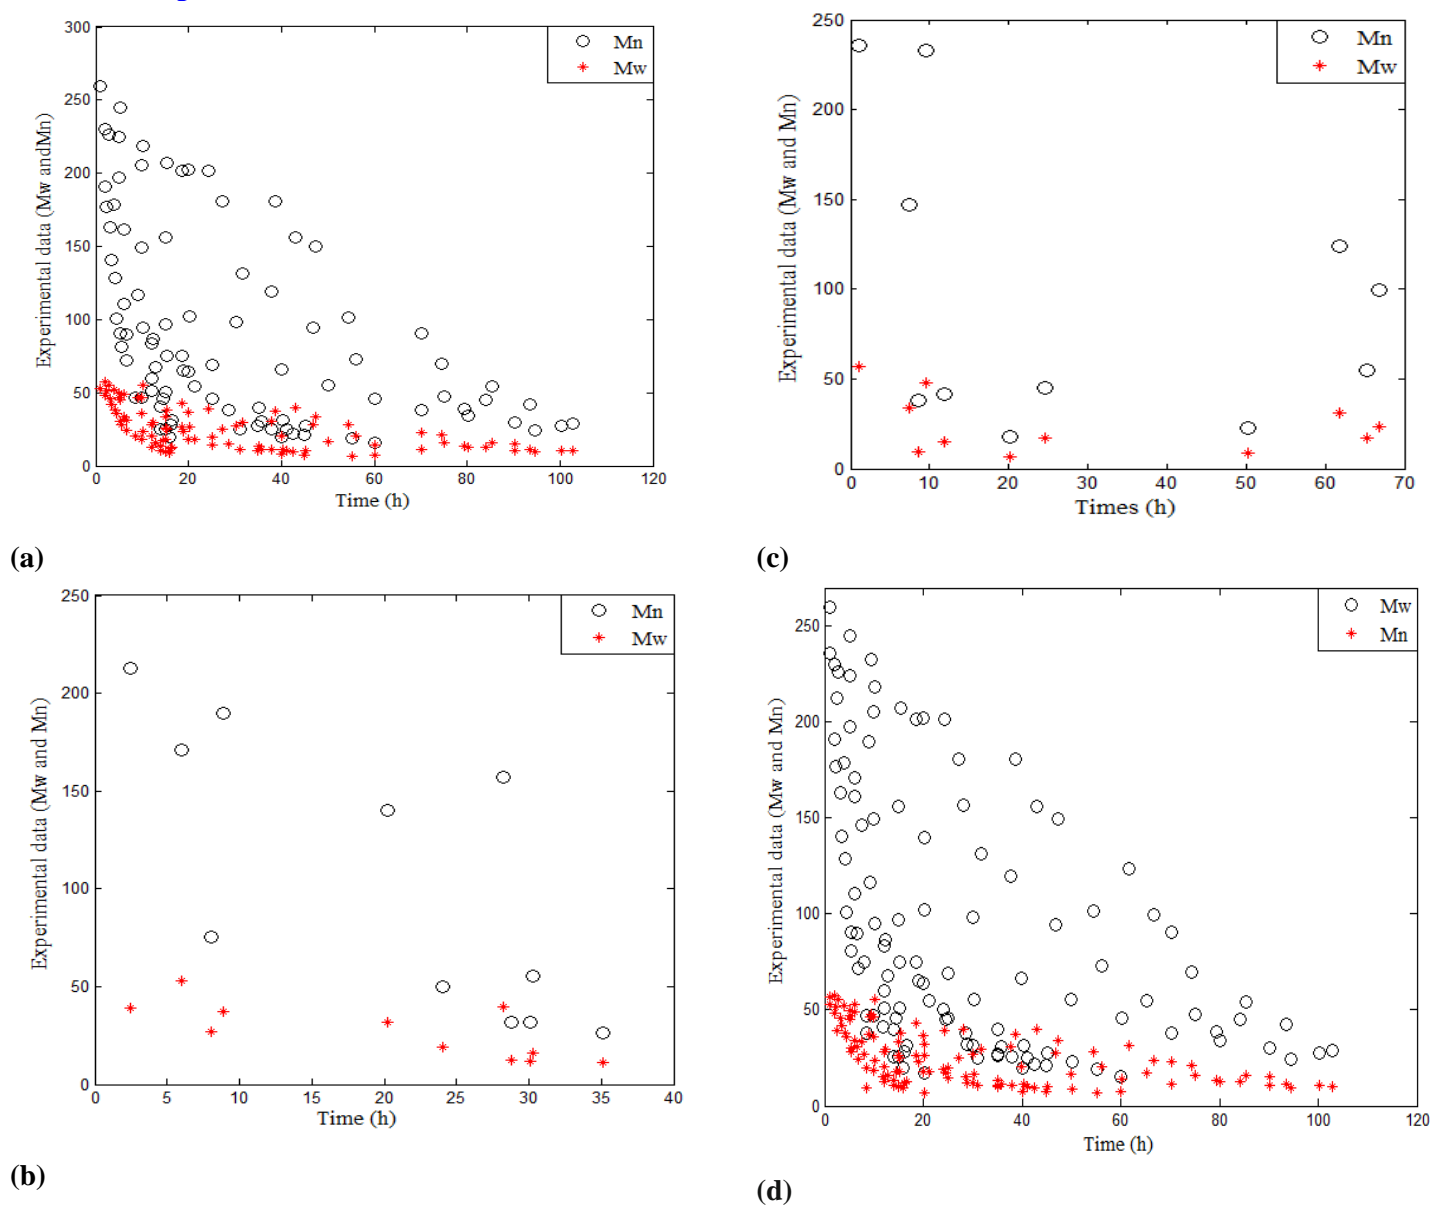 300
250
200
150
100
50
0
0 20 40 60 80 100 120
Experimental data (Mw andMn)
Time (h)
Mn
Mw
(a)
250
200
150
100
50
0
0 10 20 30 40 50 60 70
Experimental data (Mw and Mn)
Times (h)
Mn
Mw
(c)
250
200
150
100
50
0
0 5 10 15 20 25 30 35 40
Experimental data (Mw and Mn)
Time (h)
Mn
Mw
(b)
250
200
150
100
50
0
0 20 40 60 80 100 120
Experimental data (Mw and Mn)
Time (h)
Mw
Mn
(d)